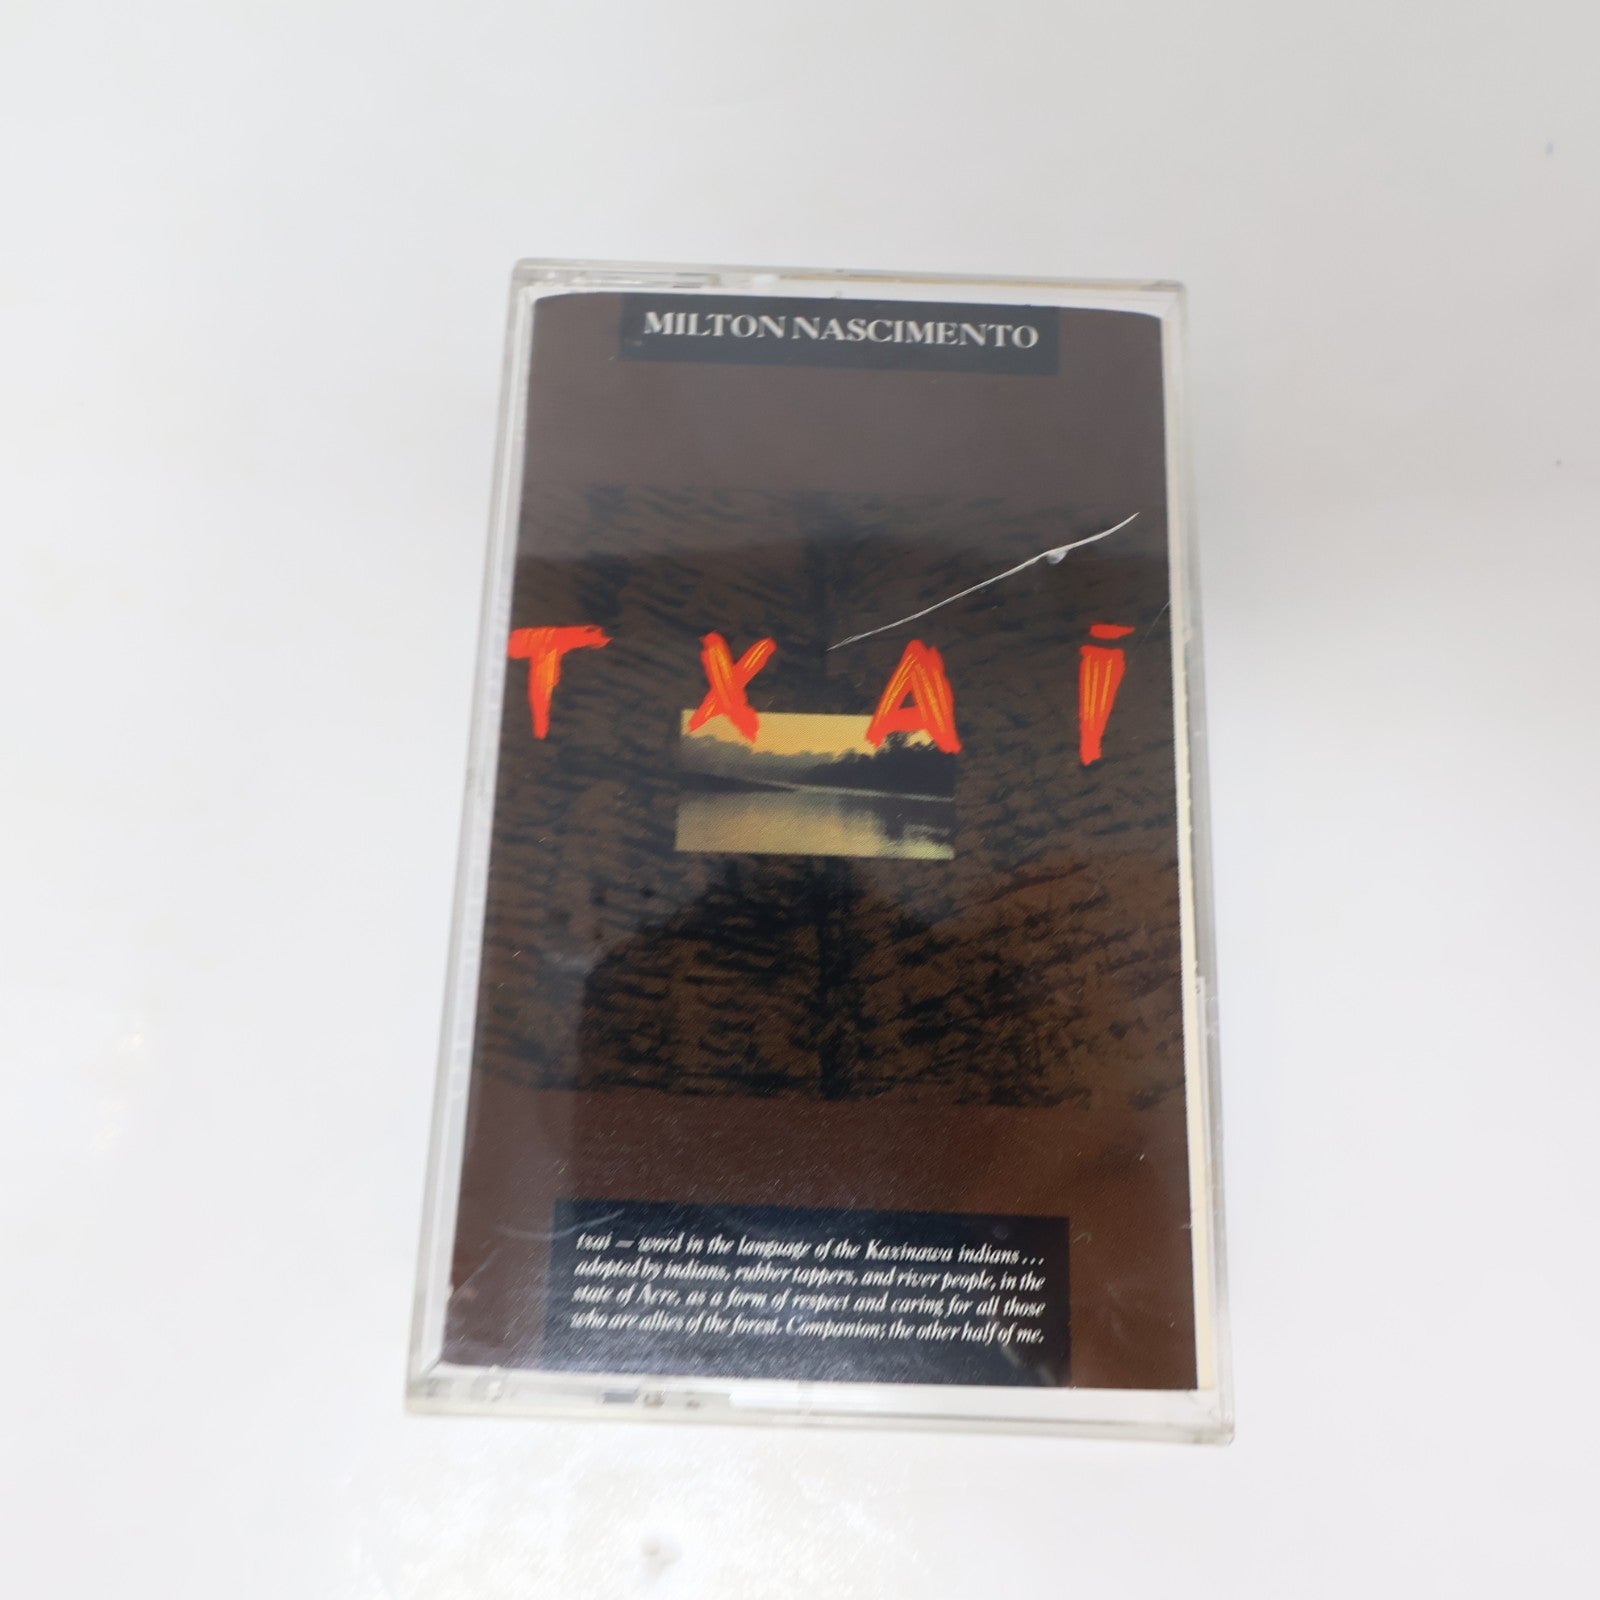 MILTON NASCIMENTO
TXAI
txai — word in the language of the Kaxinawa indians...
adopted by indians, rubber tappers, and river people, in the
state of Acre, as a form of respect and caring for all those
who are allies of the forest. Companion; the other half of me.